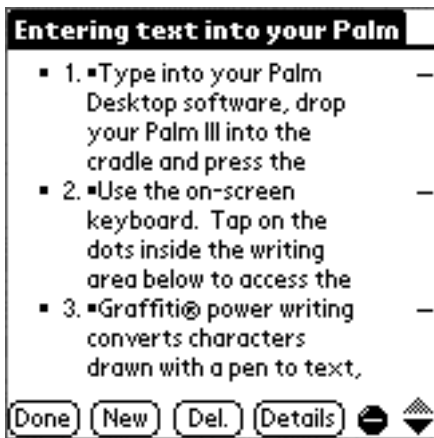 Entering text into your Palm
1. Type into your Palm
Desktop software, drop
your Palm III into the
cradle and press the
2. Use the on-screen
keyboard. Tap on the
dots inside the writing
area below to access the
3. Graffiti® power writing
converts characters
drawn with a pen to text,
Done New Del. Details